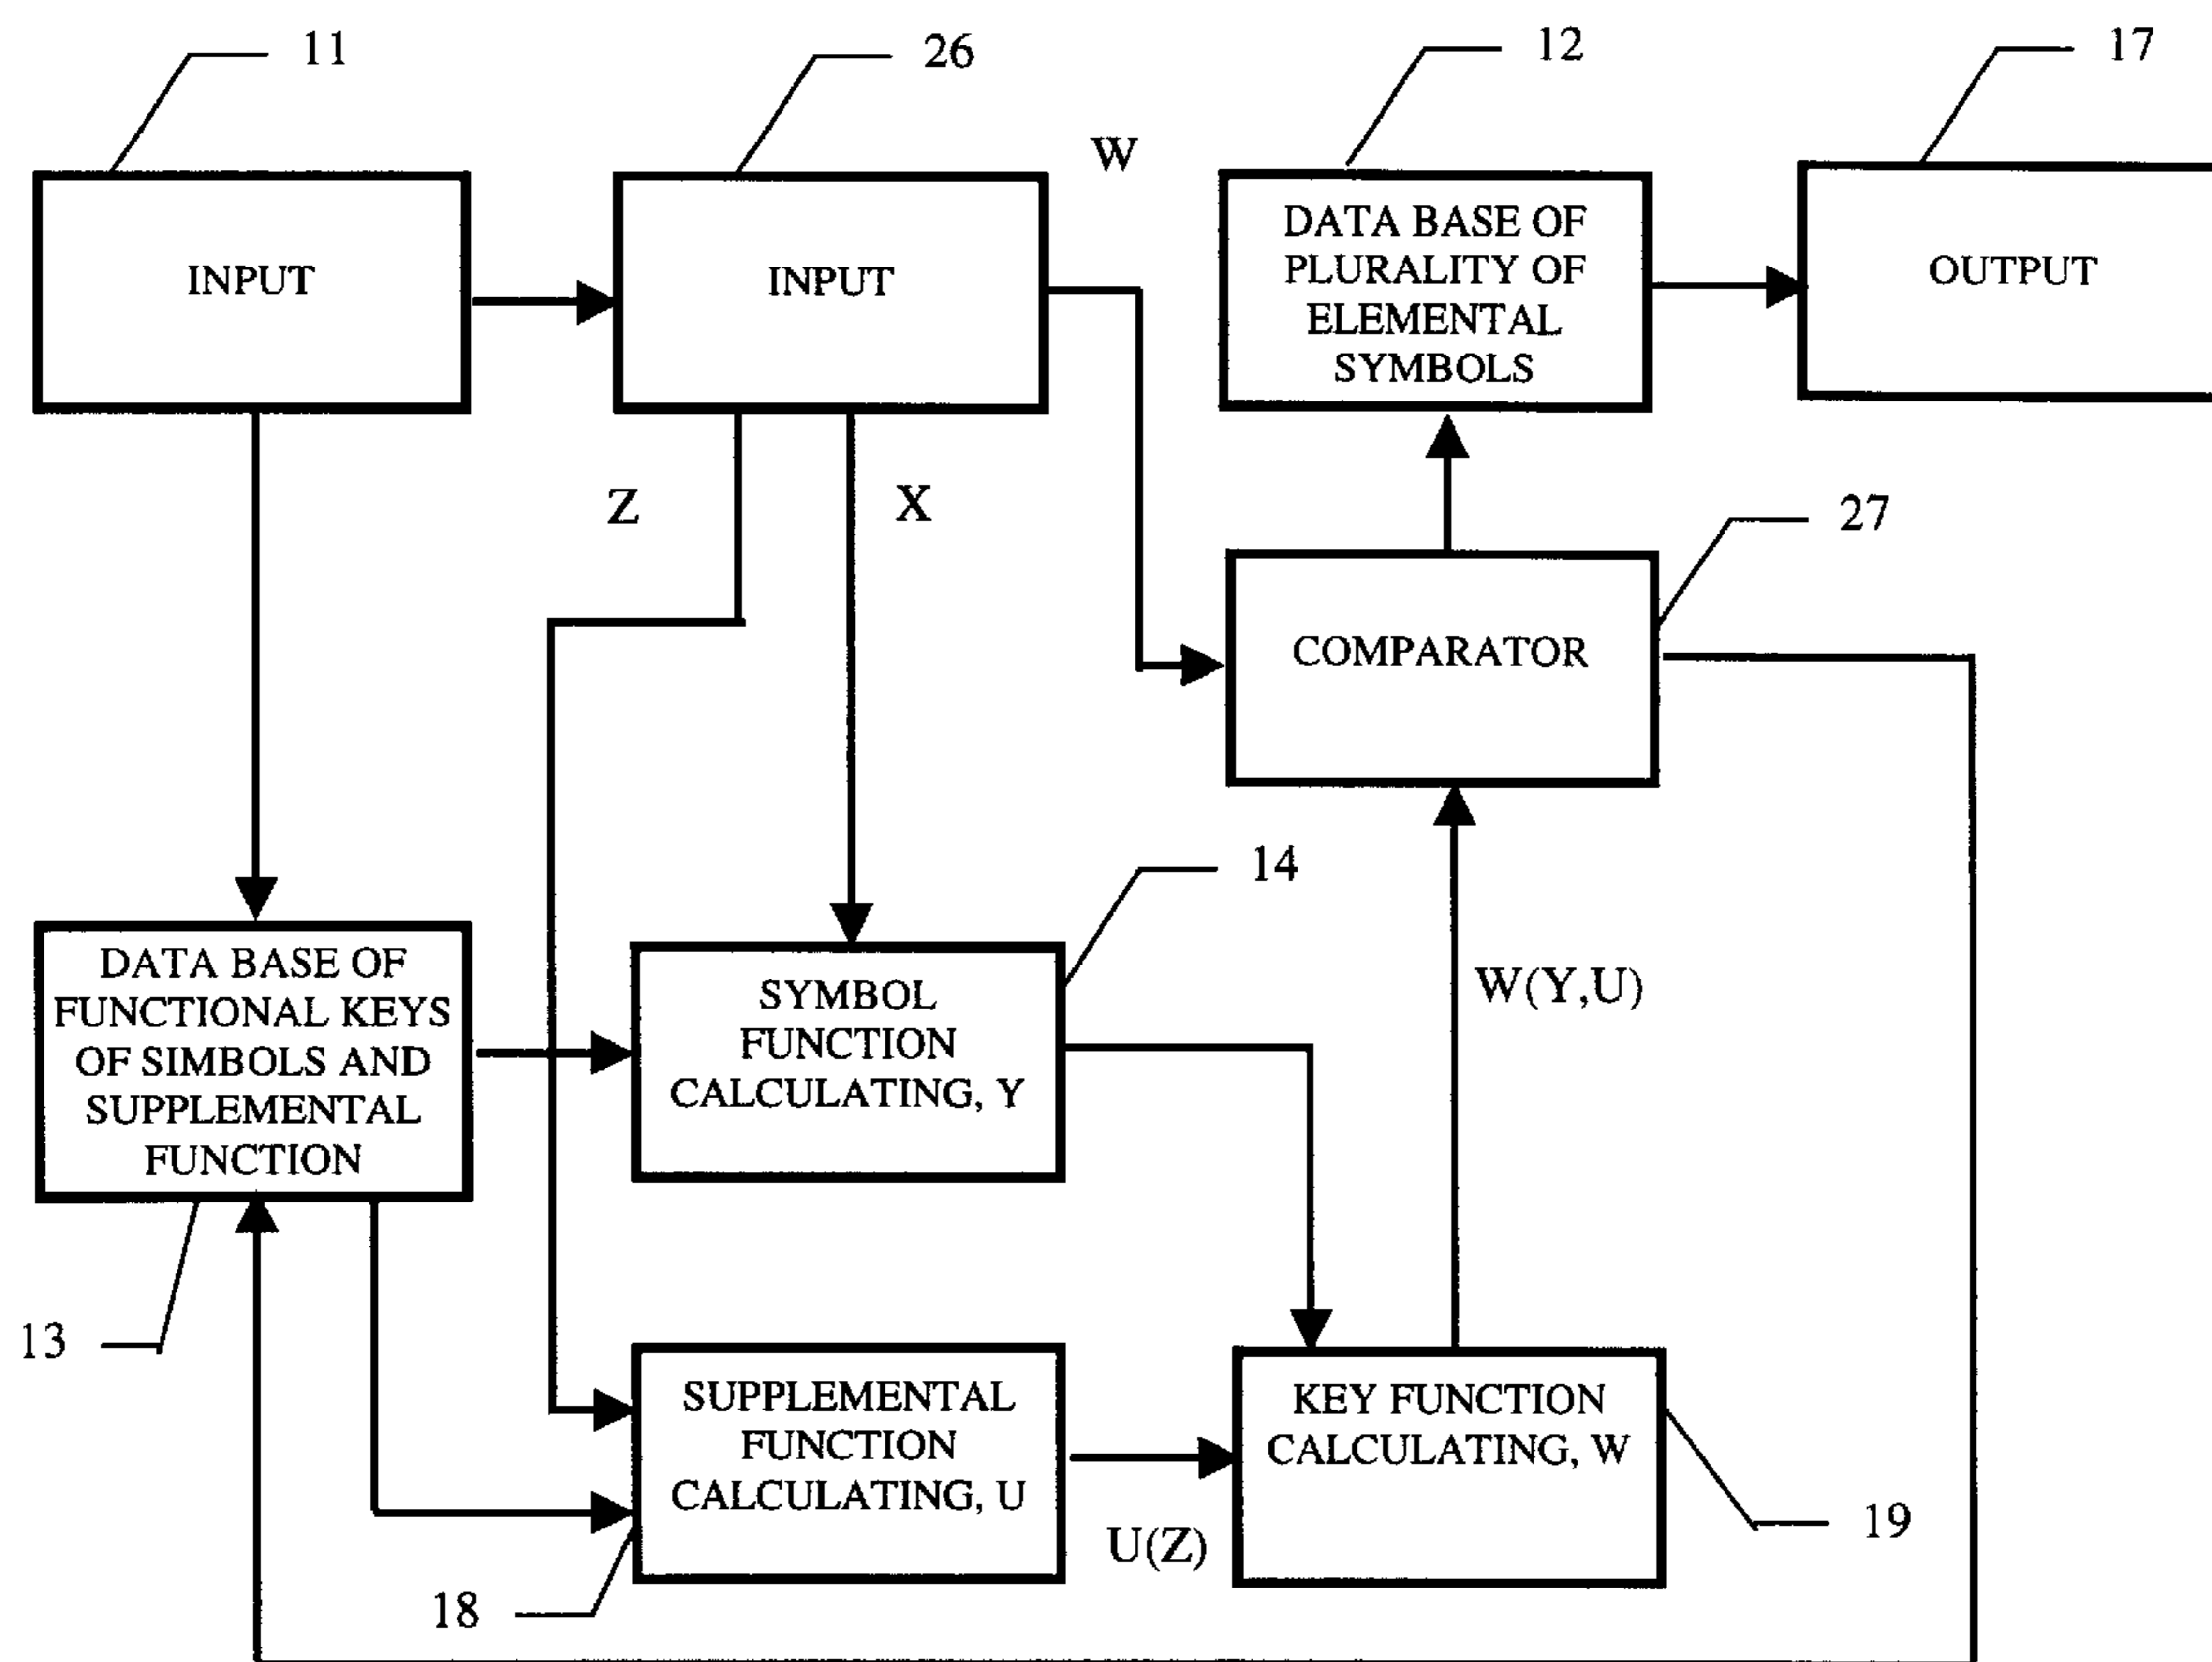 11
26
12
17
W
INPUT
INPUT
DATA BASE OF
PLURALITY OF
ELEMENTAL
SYMBOLS
OUTPUT
Z
X
27
COMPARATOR
14
DATA BASE OF
FUNCTIONAL KEYS
OF SIMBOLS AND
SUPPLEMENTAL
FUNCTION
SYMBOL
FUNCTION
CALCULATING, Y
W(Y,U)
13
SUPPLEMENTAL
FUNCTION
CALCULATING, U
KEY FUNCTION
CALCULATING, W
U(Z)
19
18